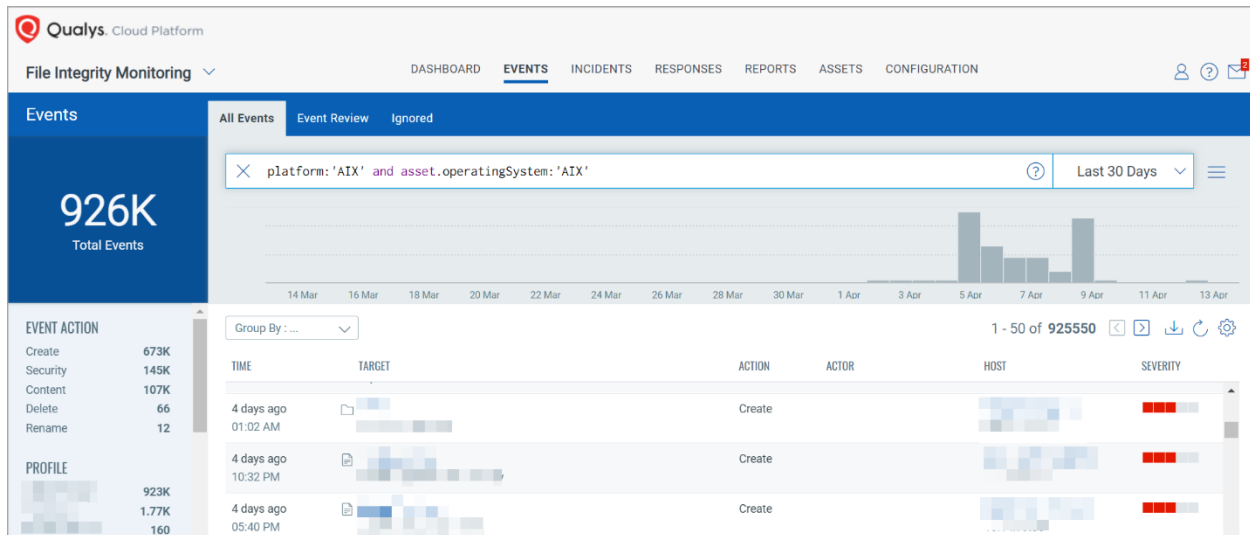 Qualys. Cloud Platform
File Integrity Monitoring
DASHBOARD EVENTS INCIDENTS RESPONSES REPORTS ASSETS CONFIGURATION
2
Events
All Events Event Review Ignored
platform:'AIX' and asset.operatingSystem:'AIX'
Last 30 Days
926K
Total Events
14 Mar 16 Mar 18 Mar 20 Mar 22 Mar 24 Mar 26 Mar 28 Mar 30 Mar 1 Apr 3 Apr 5 Apr 7 Apr 9 Apr 11 Apr 13 Apr
EVENT ACTION
Create 673K
Security 145K
Content 107K
Delete 66
Rename 12
PROFILE
923K
1.77K
160
Group By : ...
1 - 50 of 925550
TIME TARGET ACTION ACTOR HOST SEVERITY
4 days ago Create
01:02 AM
4 days ago Create
10:32 PM
4 days ago Create
05:40 PM